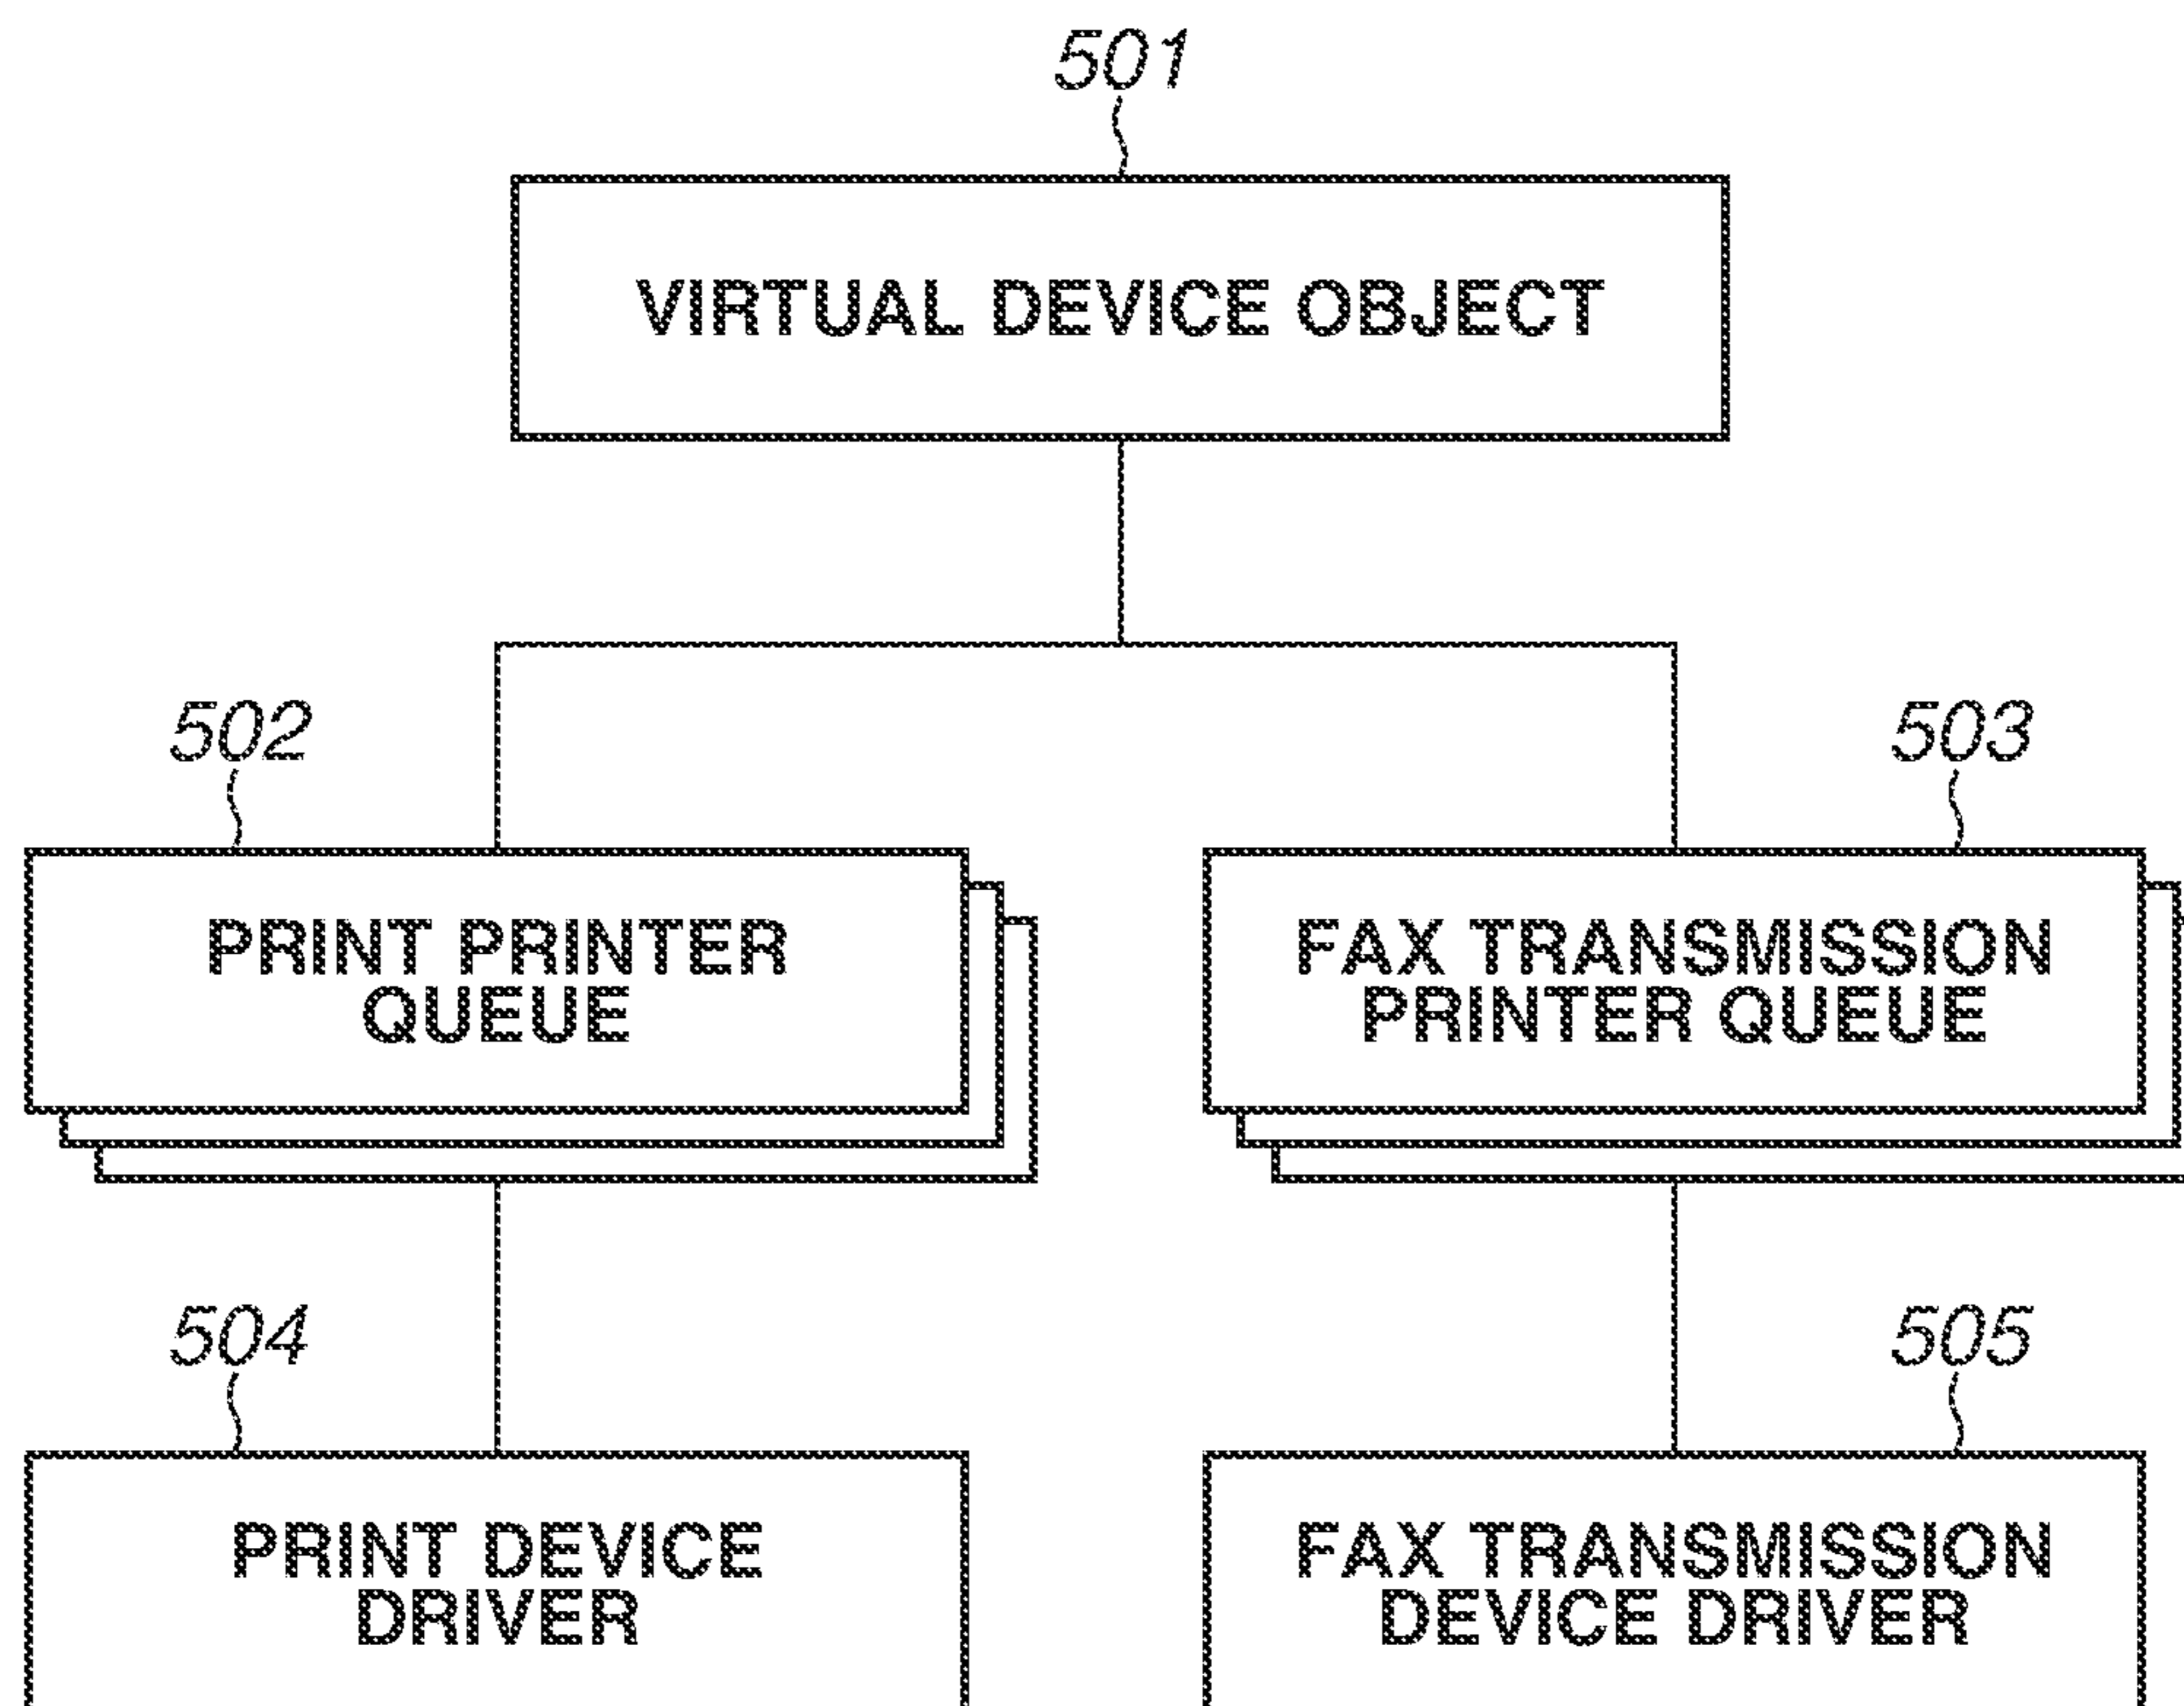 501
VIRTUAL DEVICE OBJECT
502
503
PRINT PRINTER
QUEUE
FAX TRANSMISSION
PRINTER QUEUE
504
505
PRINT DEVICE
DRIVER
FAX TRANSMISSION
DEVICE DRIVER